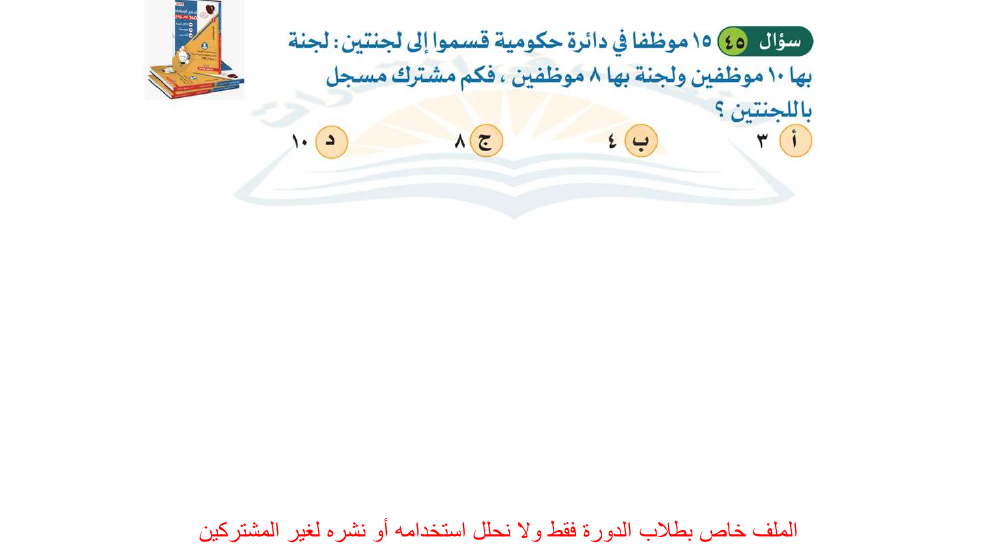 سؤال ٤٥ ١٥ موظفا في دائرة حكومية قسموا إلى لجنتين : لجنة
بها ١٠ موظفين ولجنة بها ٨ موظفين ، فكم مشترك مسجل
باللجنتين ؟
أ ٣ ب ٤ ج ٨ د ١٠
الملف خاص بطلاب الدورة فقط ولا نحلل استخدامه أو نشره لغير المشتركين